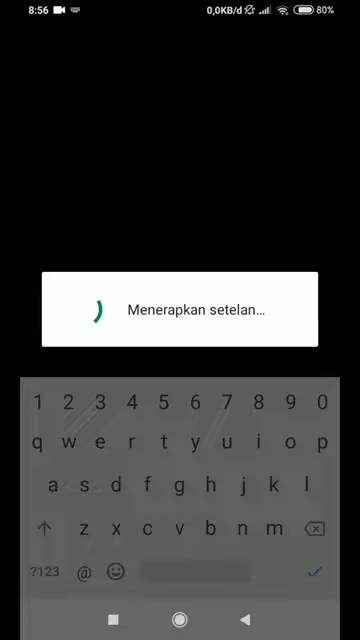 8:56 0,0KB/d 80%
Menerapkan setelan...
1 2 3 4 5 6 7 8 9 0
q w e r t y u i o p
a s d f g h j k l
z x c v b n m
?123 @